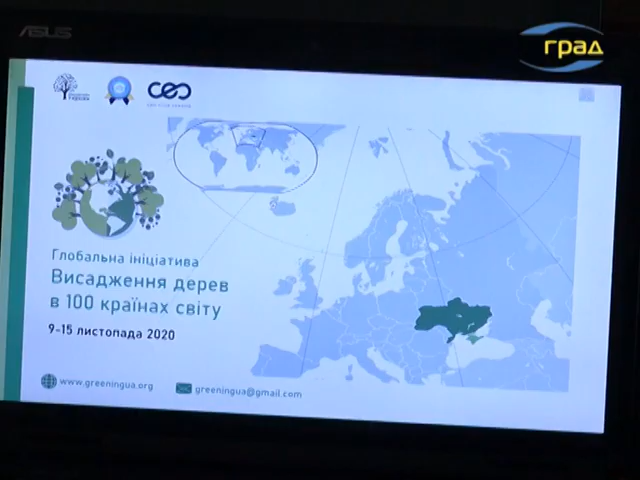 ASUS
град
CEO
Глобальна ініціатива
Висадження дерев
в 100 країнах світу
9-15 листопада 2020
www.greeningua.org
greeningua@gmail.com